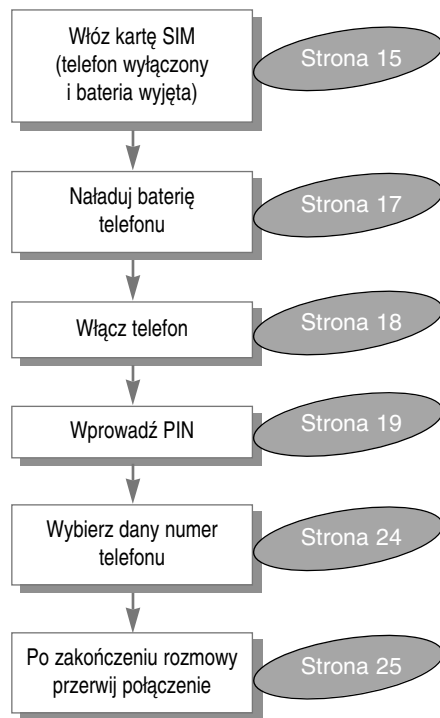 Włóż kartę SIM
(telefon wyłączony
i bateria wyjęta)
Strona 15
Naładuj baterię
telefonu
Strona 17
Włącz telefon
Strona 18
Wprowadź PIN
Strona 19
Wybierz dany numer
telefonu
Strona 24
Po zakończeniu rozmowy
przerwij połączenie
Strona 25